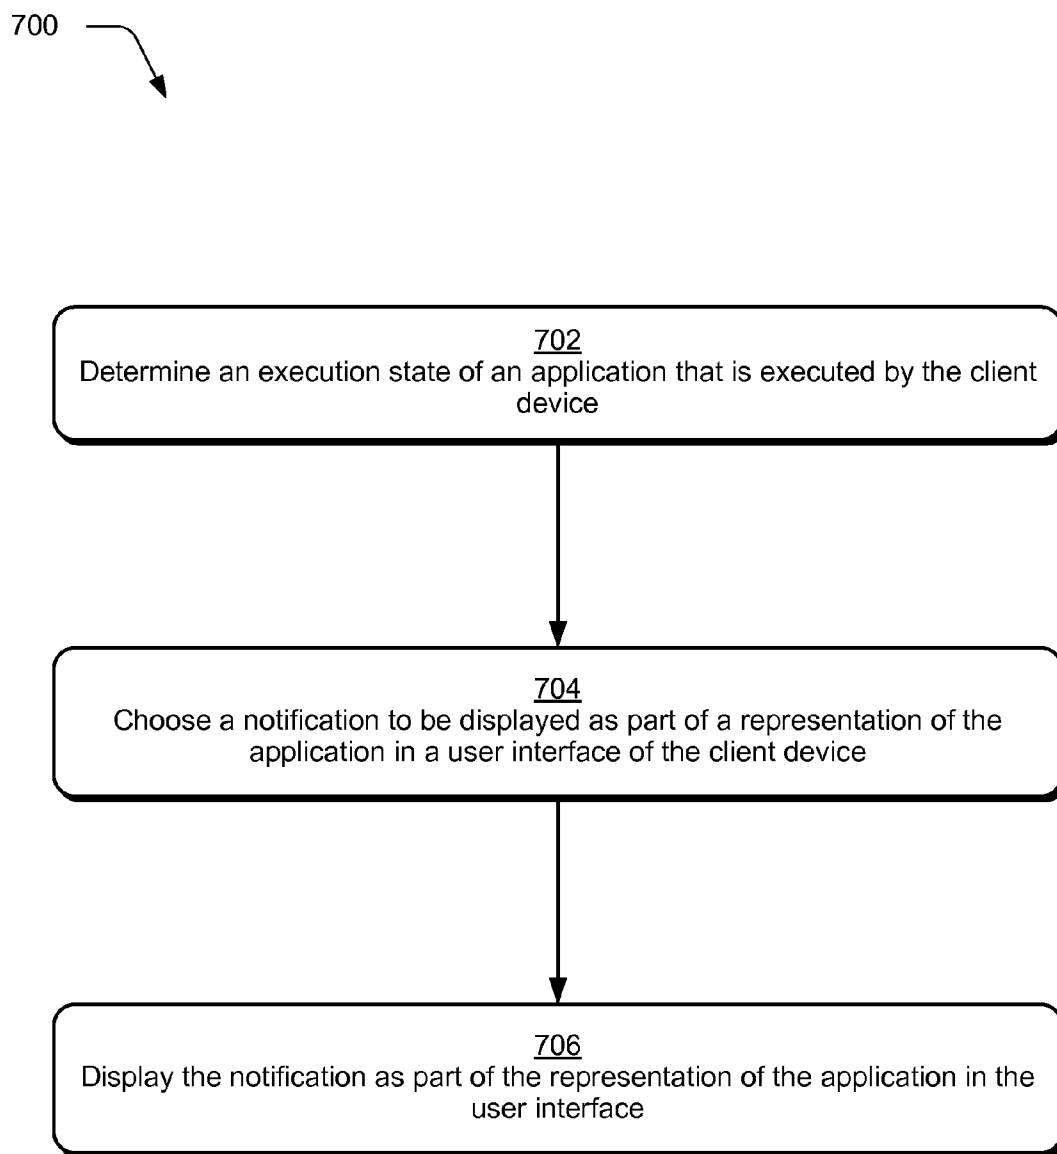 700
702
Determine an execution state of an application that is executed by the client
device
704
Choose a notification to be displayed as part of a representation of the
application in a user interface of the client device
706
Display the notification as part of the representation of the application in the
user interface